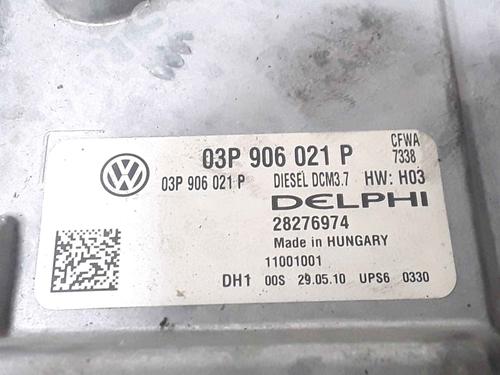 03P 906 021 P CFWA
7338
03P 906 021 P DIESEL DCM3.7 HW: H03
DELPHI
28276974
Made in HUNGARY
11001001
DH1 00S 29.05.10 UPS6 0330